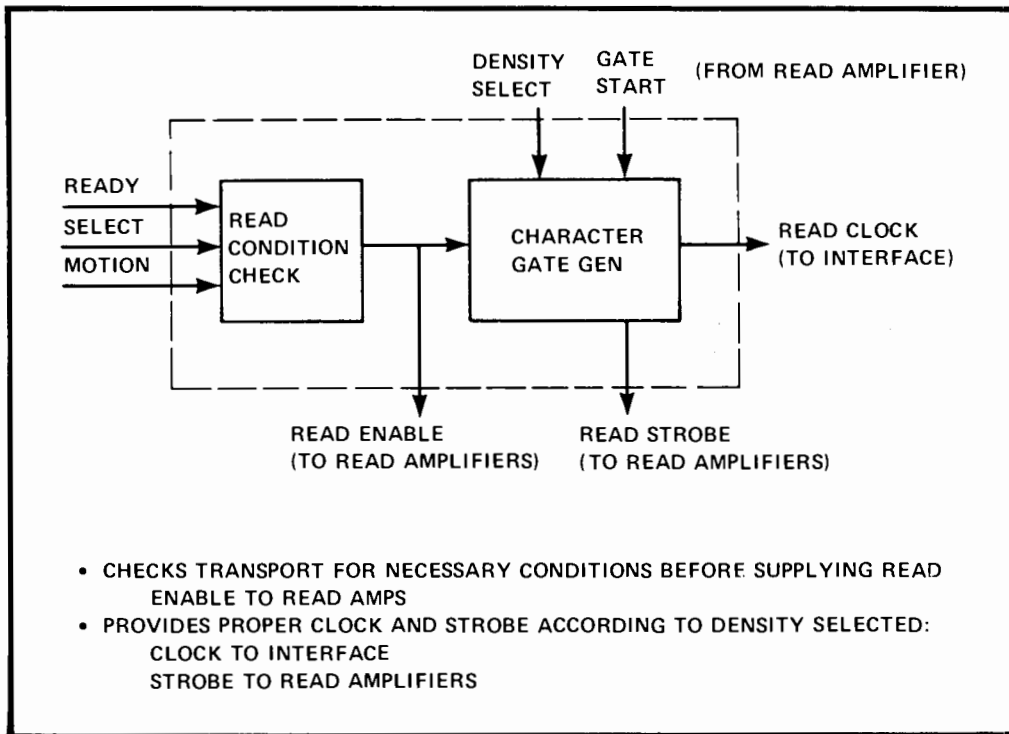 DENSITY
SELECT
GATE
START
(FROM READ AMPLIFIER)
READY
SELECT
MOTION
READ
CONDITION
CHECK
CHARACTER
GATE GEN
READ CLOCK
(TO INTERFACE)
READ ENABLE
(TO READ AMPLIFIERS)
READ STROBE
(TO READ AMPLIFIERS)
• CHECKS TRANSPORT FOR NECESSARY CONDITIONS BEFORE SUPPLYING READ
ENABLE TO READ AMPS
• PROVIDES PROPER CLOCK AND STROBE ACCORDING TO DENSITY SELECTED:
CLOCK TO INTERFACE
STROBE TO READ AMPLIFIERS